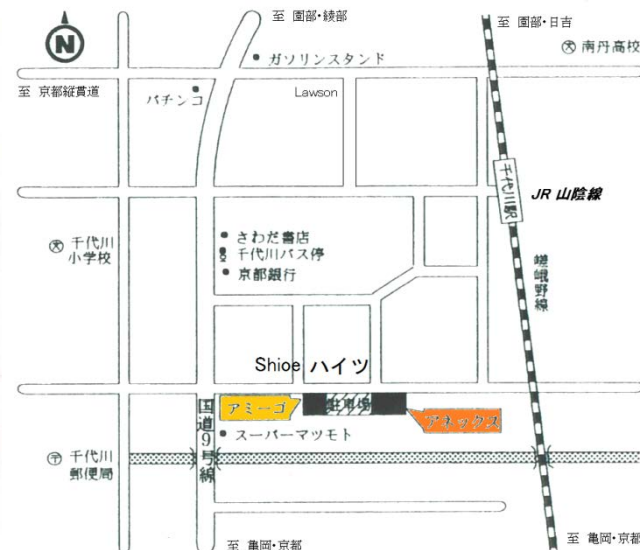 至 園部・綾部
至 園部・日吉
N
文 南丹高校
ガソリンスタンド
至 京都縦貫道
パチンコ
Lawson
千代川駅
JR 山陰線
さわだ書店
千代川バス停
京都銀行
文 千代川
小学校
嵯峨野線
Shioe ハイツ
アミーゴ
駐車場
アネックス
国道9号線
スーパーマツモト
〒 千代川
郵便局
至 亀岡・京都
至 亀岡・京都